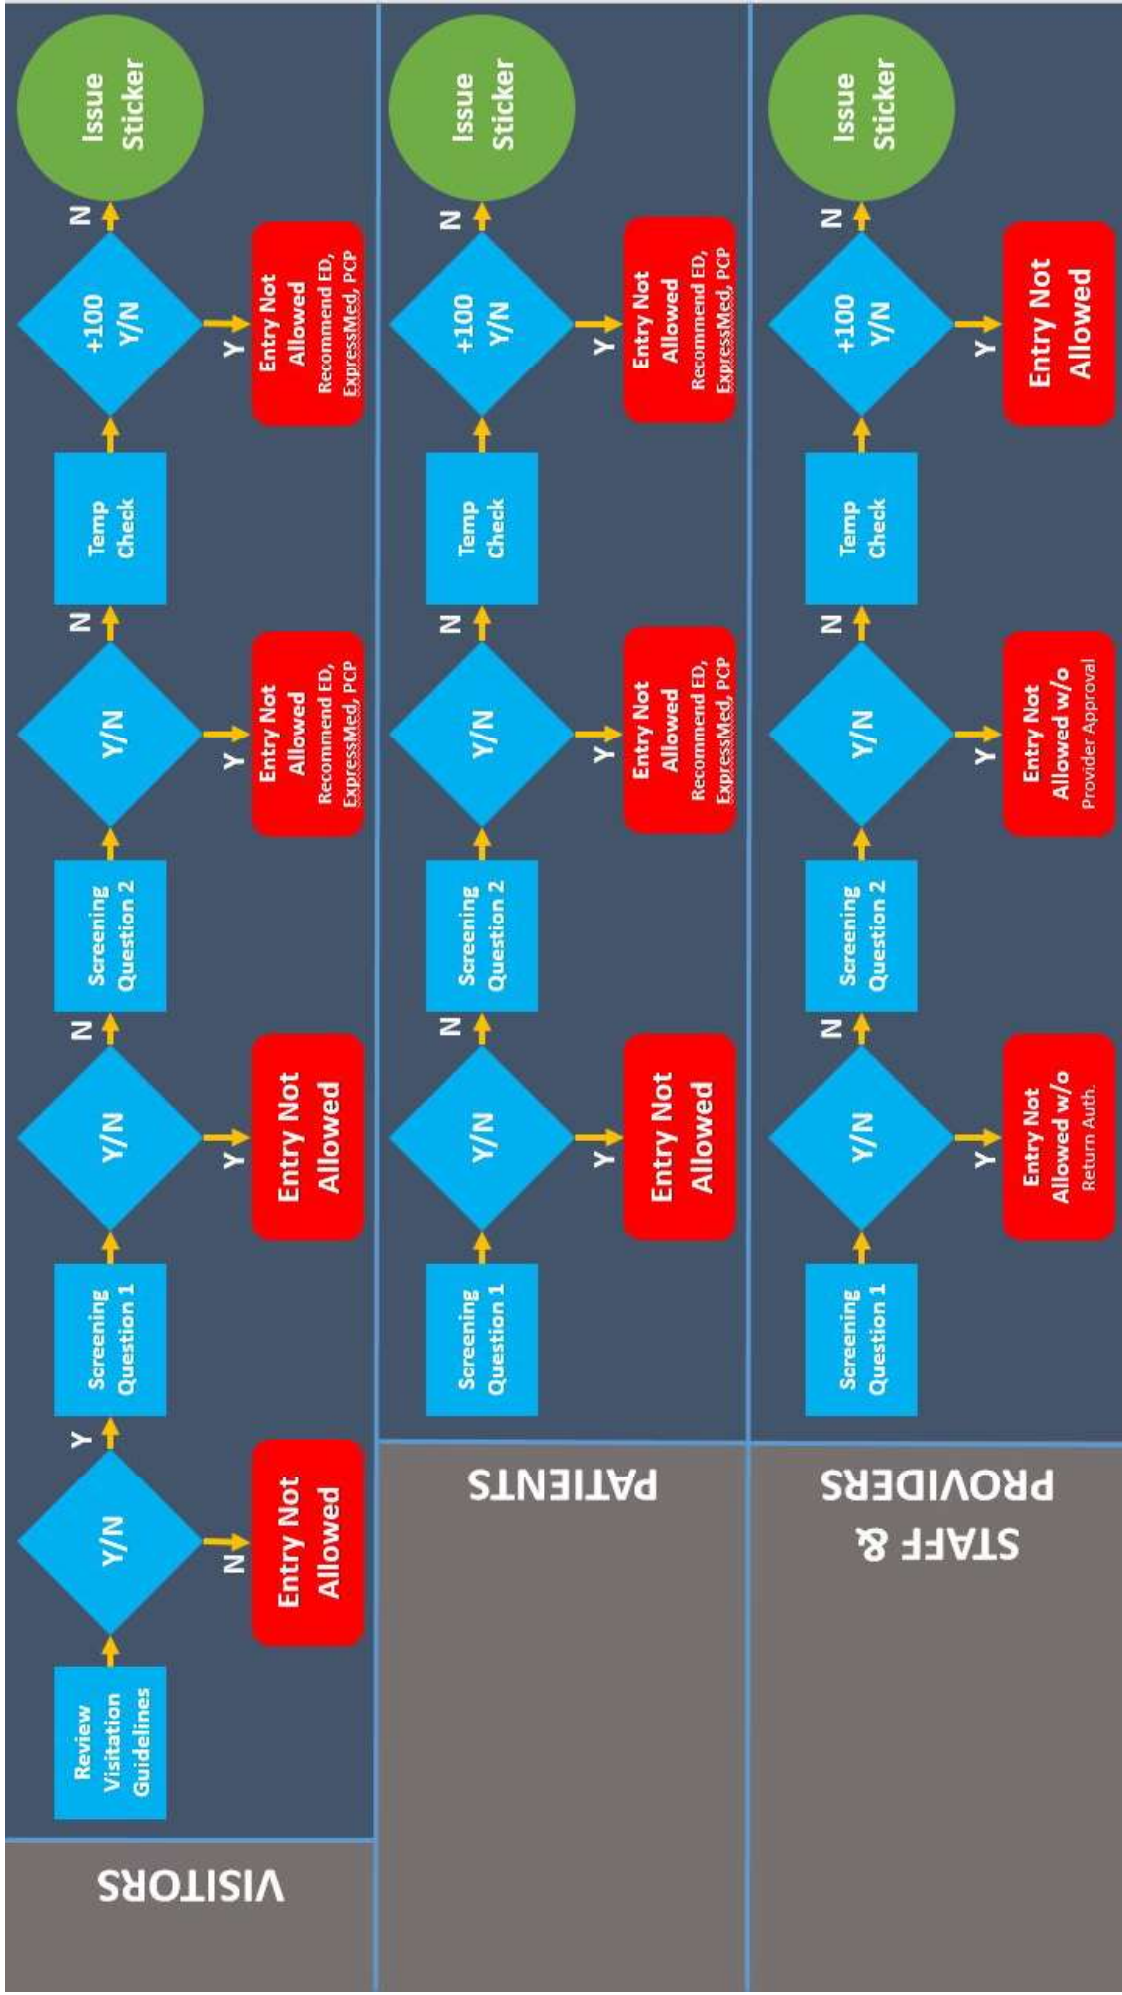 VISITORS
Review
Visitation
Guidelines
Y/N
N
Entry Not
Allowed
Y
Screening
Question 1
Y/N
Y
Entry Not
Allowed
N
Screening
Question 2
Y/N
Y
Entry Not
Allowed
Recommend ED,
ExpressMed, PCP
N
Temp
Check
+100
Y/N
Y
Entry Not
Allowed
Recommend ED,
ExpressMed, PCP
N
Issue
Sticker
PATIENTS
Screening
Question 1
Y/N
Y
Entry Not
Allowed
N
Screening
Question 2
Y/N
Y
Entry Not
Allowed
Recommend ED,
ExpressMed, PCP
N
Temp
Check
+100
Y/N
Y
Entry Not
Allowed
Recommend ED,
ExpressMed, PCP
N
Issue
Sticker
STAFF &
PROVIDERS
Screening
Question 1
Y/N
Y
Entry Not
Allowed w/o
Return Auth.
N
Screening
Question 2
Y/N
Y
Entry Not
Allowed w/o
Provider Approval
N
Temp
Check
+100
Y/N
Y
Entry Not
Allowed
N
Issue
Sticker